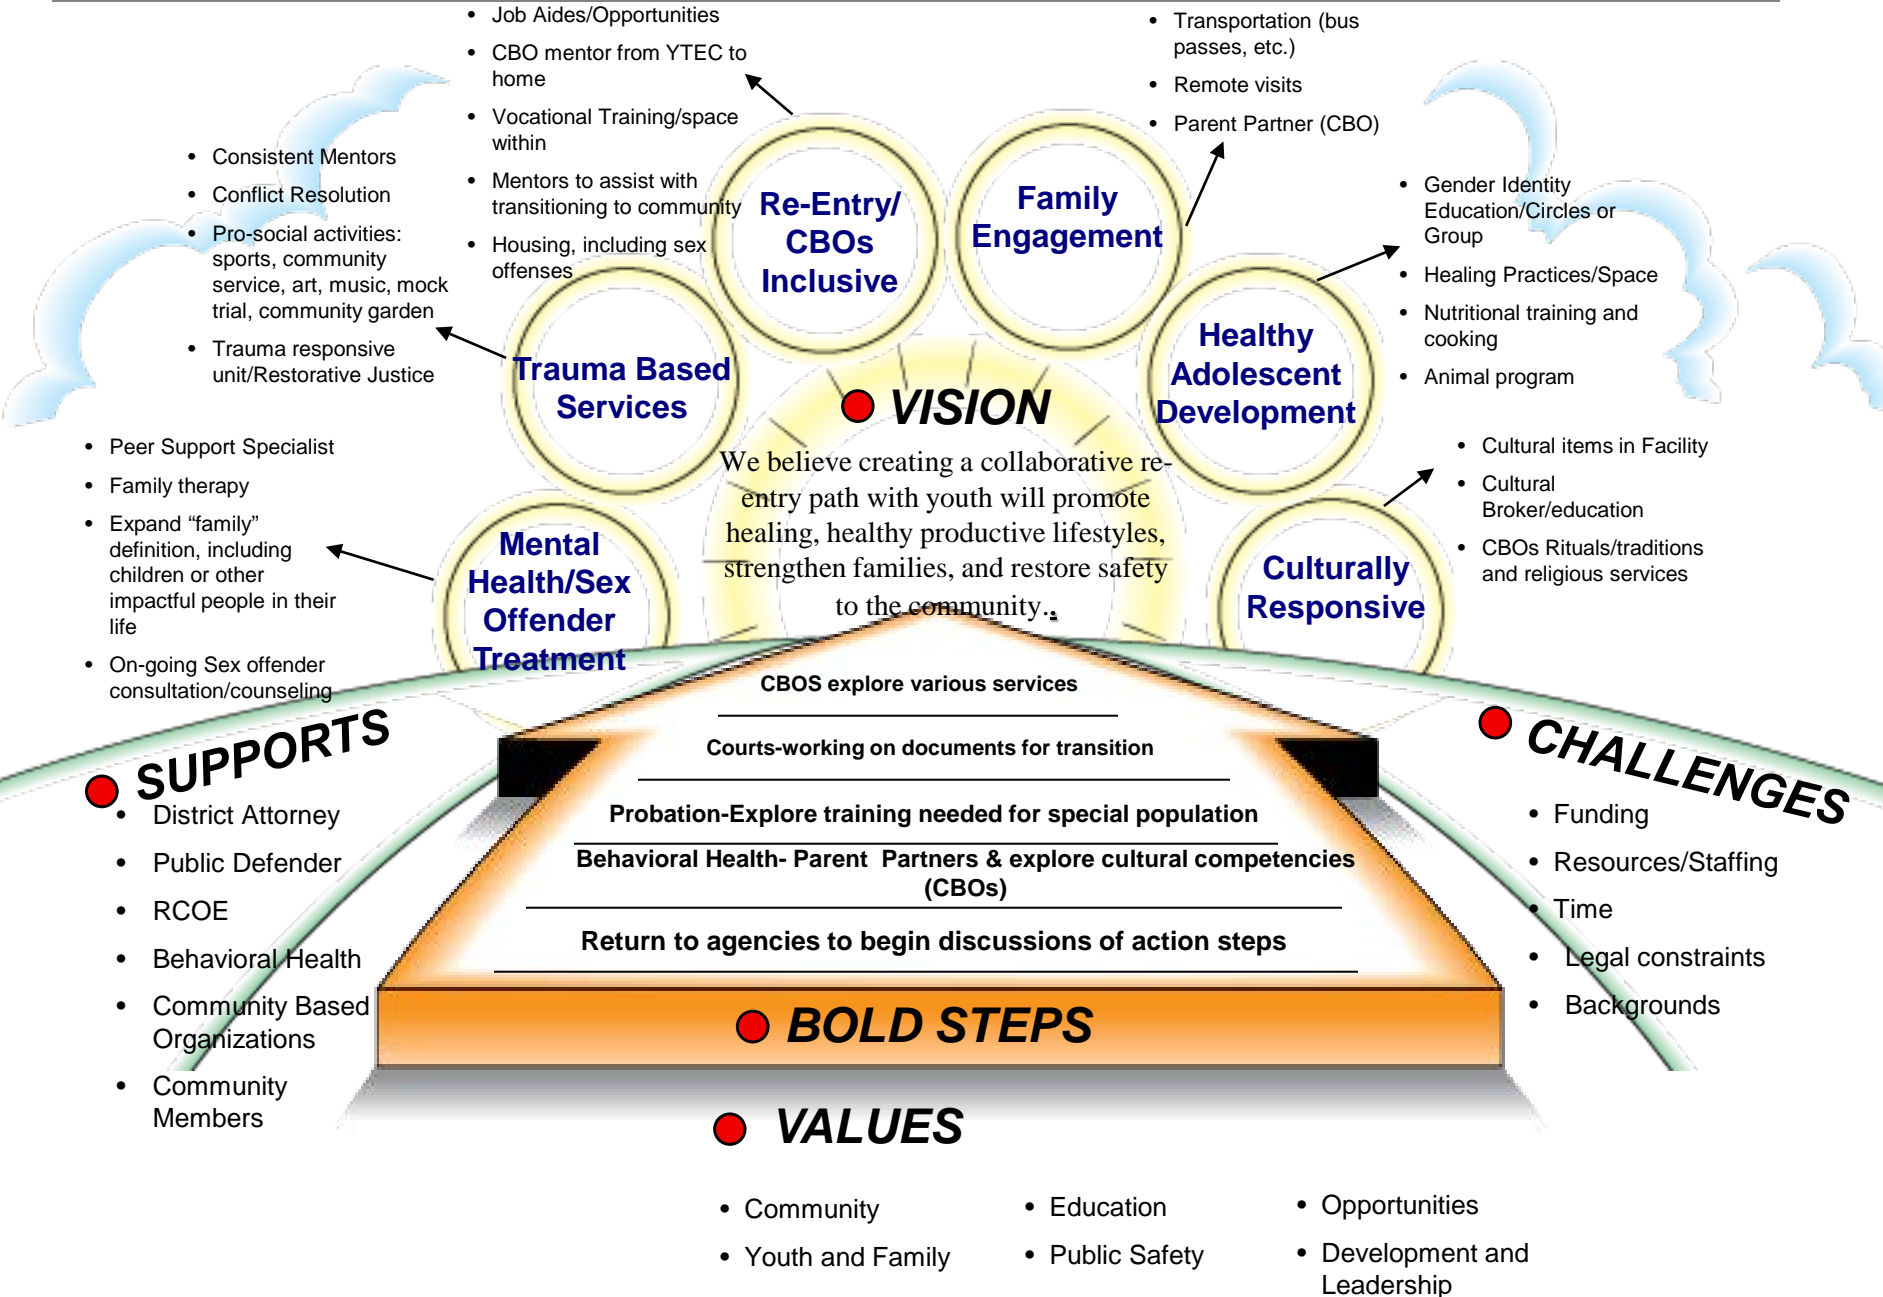 • Job Aides/Opportunities
• CBO mentor from YTEC to
home
• Vocational Training/space
within
• Mentors to assist with
transitioning to community
• Housing, including sex
offenses
• Transportation (bus
passes, etc.)
• Remote visits
• Parent Partner (CBO)
• Consistent Mentors
• Conflict Resolution
• Pro-social activities:
sports, community
service, art, music, mock
trial, community garden
• Trauma responsive
unit/Restorative Justice
• Gender Identity
Education/Circles or
Group
• Healing Practices/Space
• Nutritional training and
cooking
• Animal program
Re-Entry/
CBOs
Inclusive
Family
Engagement
Trauma Based
Services
Healthy
Adolescent
Development
• Peer Support Specialist
• Family therapy
• Expand “family”
definition, including
children or other
impactful people in their
life
• On-going Sex offender
consultation/counseling
• Cultural items in Facility
• Cultural
Broker/education
• CBOs Rituals/traditions
and religious services
Mental
Health/Sex
Offender
Treatment
Culturally
Responsive
VISION
We believe creating a collaborative re-
entry path with youth will promote
healing, healthy productive lifestyles,
strengthen families, and restore safety
to the community..
CBOS explore various services
Courts-working on documents for transition
Probation-Explore training needed for special population
Behavioral Health- Parent Partners & explore cultural competencies
(CBOs)
Return to agencies to begin discussions of action steps
BOLD STEPS
SUPPORTS
• District Attorney
• Public Defender
• RCOE
• Behavioral Health
• Community Based
Organizations
• Community
Members
CHALLENGES
• Funding
• Resources/Staffing
• Time
• Legal constraints
• Backgrounds
VALUES
• Community
• Youth and Family
• Education
• Public Safety
• Opportunities
• Development and
Leadership